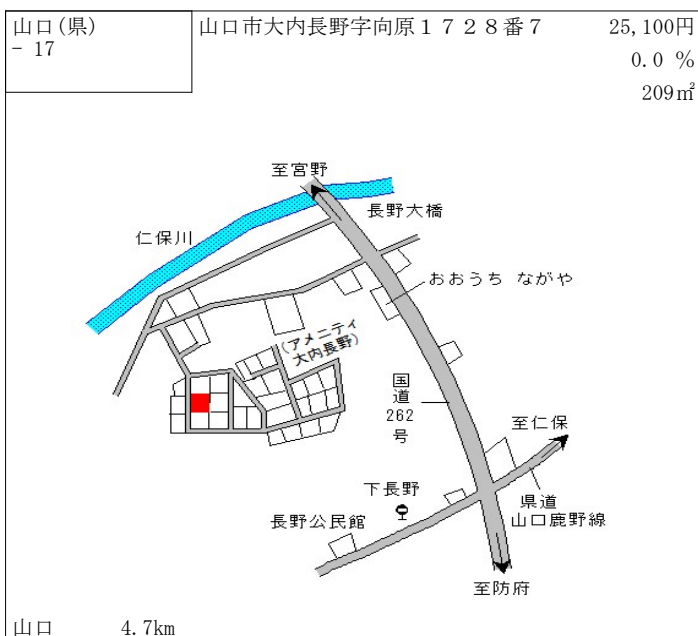 山口(県)
- 17
山口市大内長野字向原１７２８番７
25,100円
0.0 %
209㎡
至宮野
長野大橋
仁保川
おおうち ながや
(アメニティ
大内長野)
国道
262
号
至仁保
下長野
県道
山口鹿野線
長野公民館
至防府
山口 4.7km